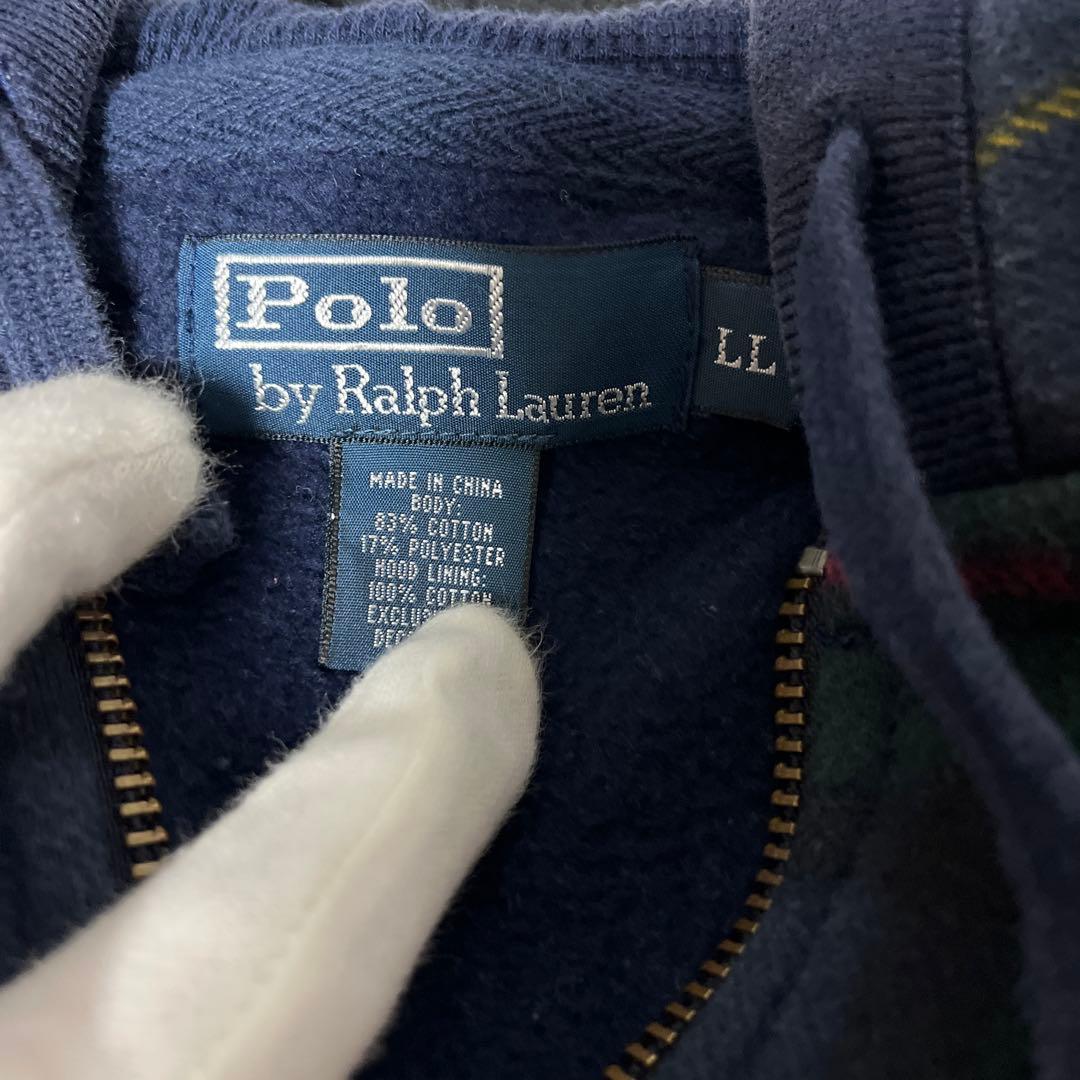 Polo
by Ralph Lauren
LL
MADE IN CHINA
BODY:
83% COTTON
17% POLYESTER
HOOD LINING:
100% COTTON